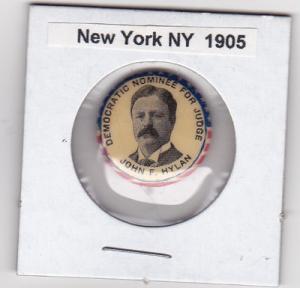 New York NY 1905
DEMOCRATIC NOMINEE FOR JUDGE
JOHN F. HYLAN